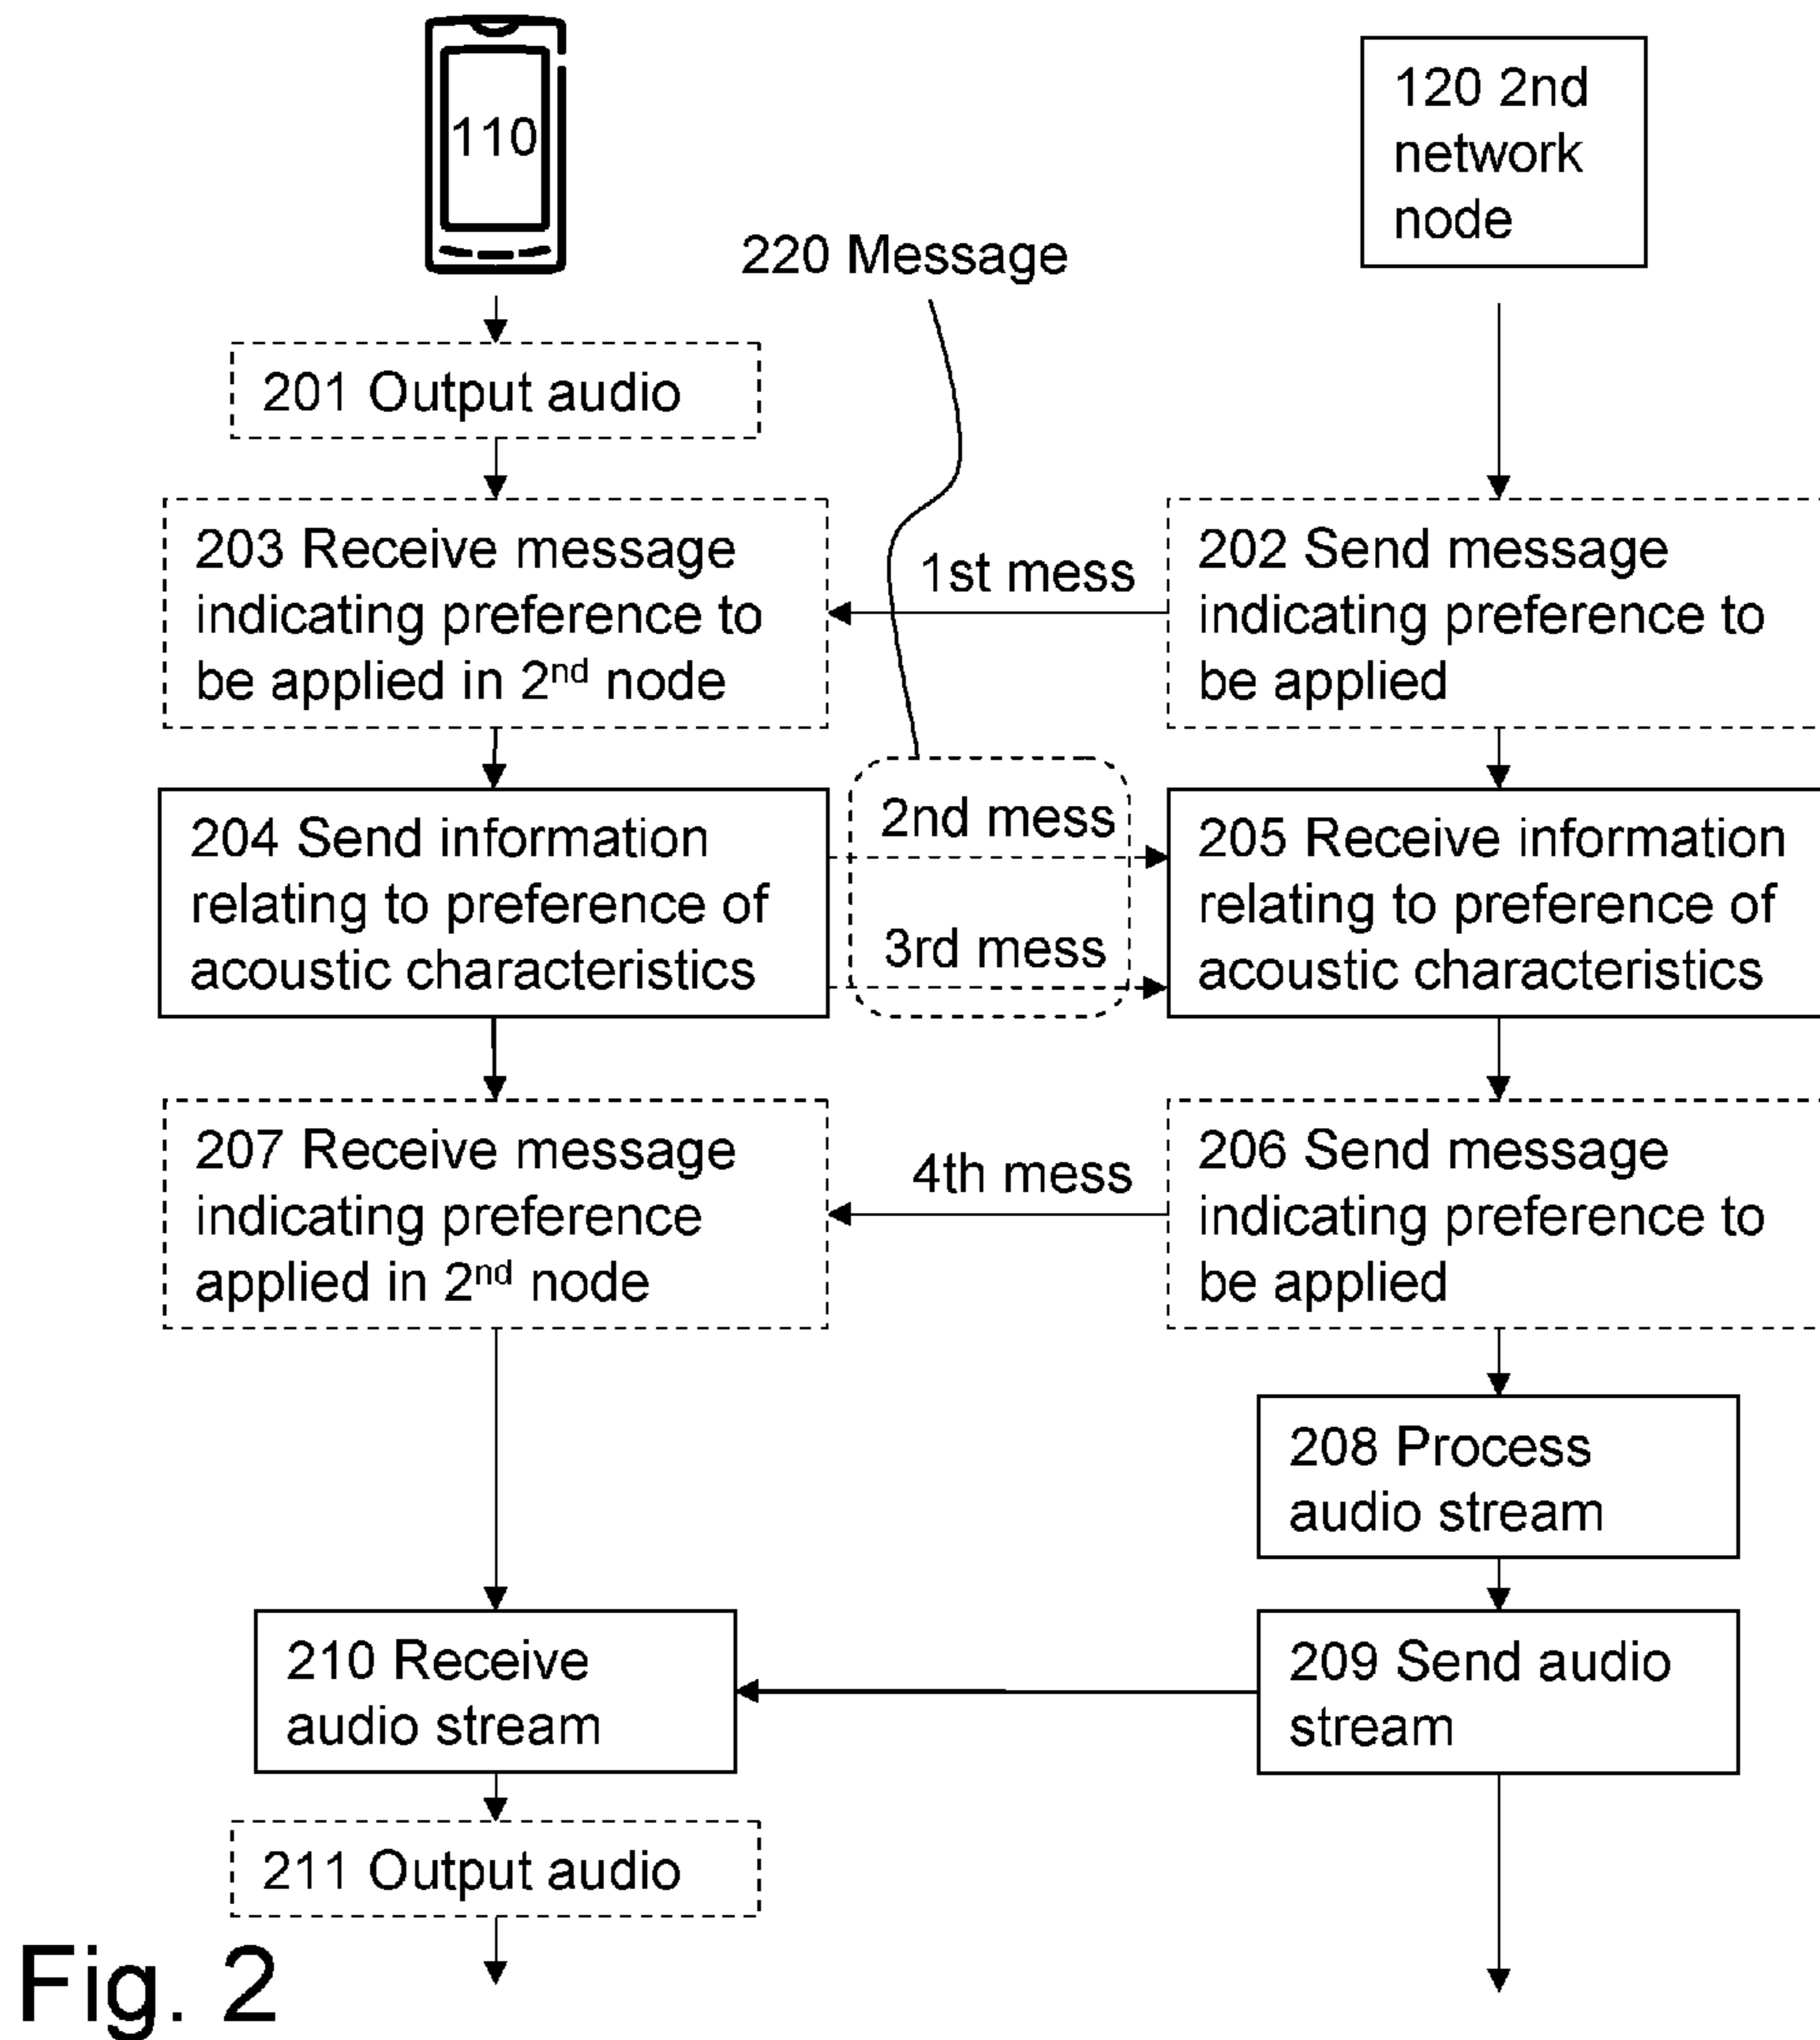 110
120 2nd
network
node
220 Message
201 Output audio
203 Receive message
indicating preference to
be applied in 2nd node
1st mess
202 Send message
indicating preference to
be applied
204 Send information
relating to preference of
acoustic characteristics
2nd mess
3rd mess
205 Receive information
relating to preference of
acoustic characteristics
207 Receive message
indicating preference
applied in 2nd node
4th mess
206 Send message
indicating preference to
be applied
208 Process
audio stream
210 Receive
audio stream
209 Send audio
stream
211 Output audio
Fig. 2